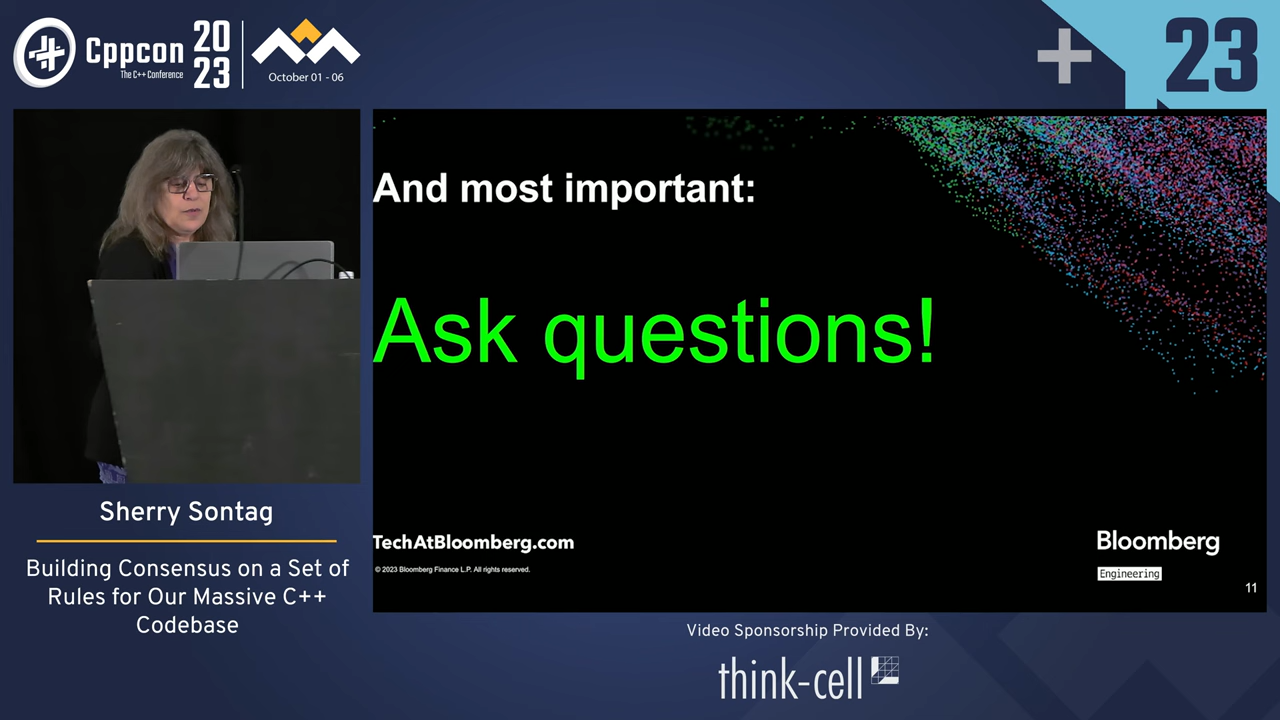 Cppcon
The C++ Conference
20
23
October 01 - 06
23
And most important:
Ask questions!
TechAtBloomberg.com
© 2023 Bloomberg Finance L.P. All rights reserved.
Bloomberg
Engineering
11
Sherry Sontag
Building Consensus on a Set of
Rules for Our Massive C++
Codebase
Video Sponsorship Provided By:
think-cell